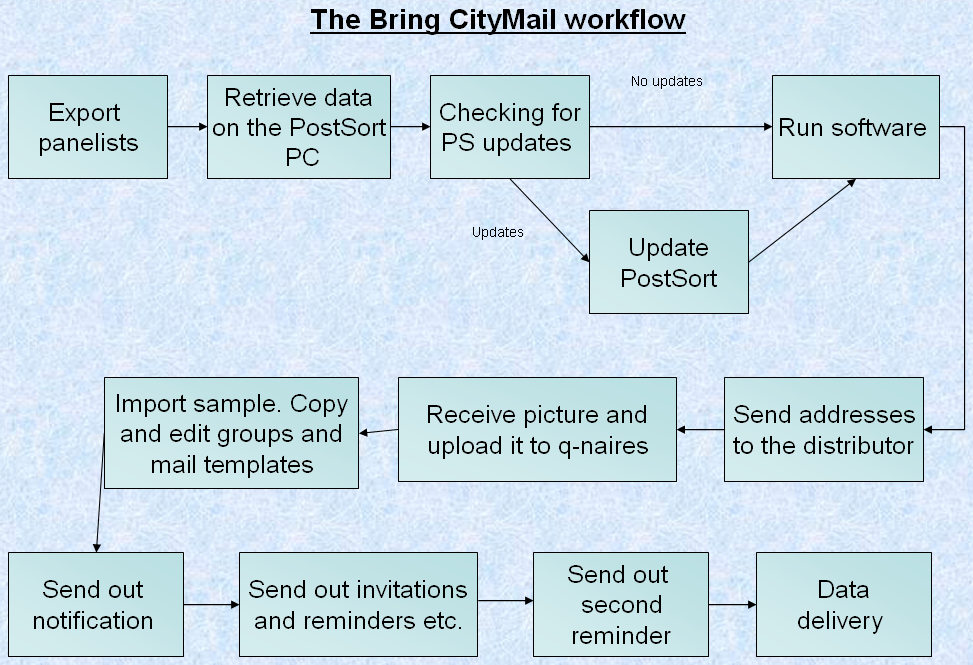 The Bring CityMail workflow
Export
panelists
Retrieve data
on the PostSort
PC
Checking for
PS updates
No updates
Run software
Updates
Update
PostSort
Send addresses
to the distributor
Receive picture and
upload it to q-naires
Import sample. Copy
and edit groups and
mail templates
Send out
notification
Send out invitations
and reminders etc.
Send out
second
reminder
Data
delivery